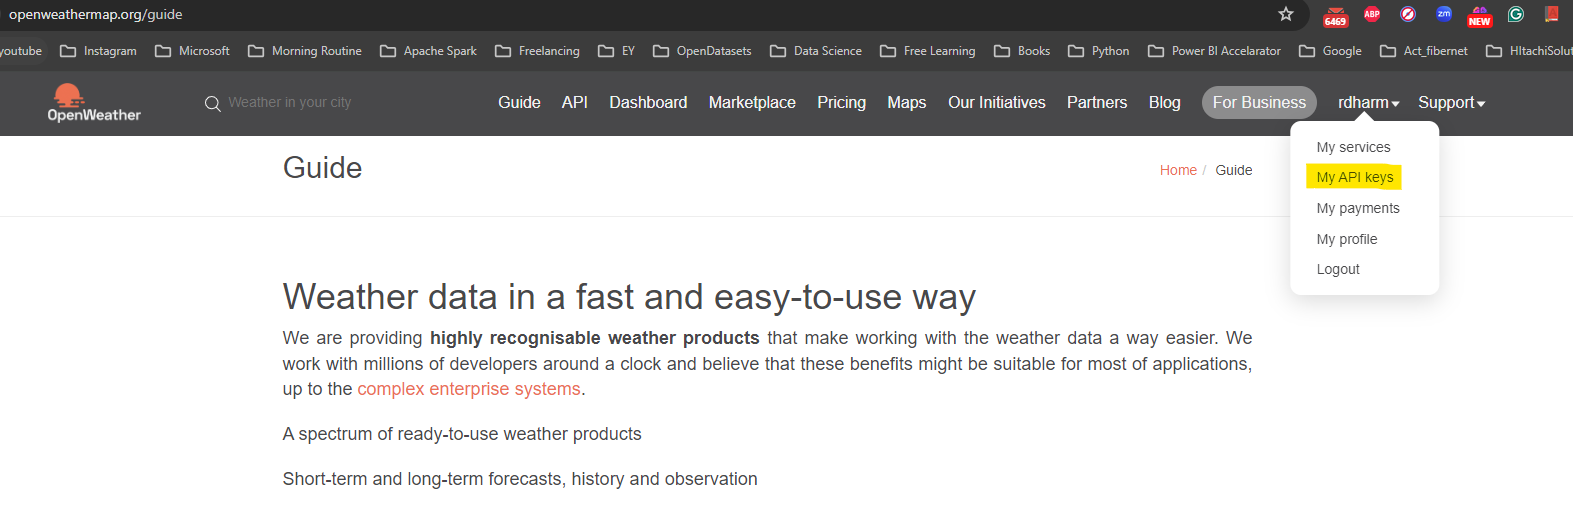 openweathermap.org/guide
6469
ABP
zm
NEW
youtube Instagram Microsoft Morning Routine Apache Spark Freelancing EY OpenDatasets Data Science Free Learning Books Python Power BI Accelarator Google Act_fibernet HItachiSolut
OpenWeather
Weather in your city
Guide API Dashboard Marketplace Pricing Maps Our Initiatives Partners Blog For Business rdharm Support
My services
My API keys
My payments
My profile
Logout
Guide
Home / Guide
Weather data in a fast and easy-to-use way
We are providing highly recognisable weather products that make working with the weather data a way easier. We
work with millions of developers around a clock and believe that these benefits might be suitable for most of applications,
up to the complex enterprise systems.
A spectrum of ready-to-use weather products
Short-term and long-term forecasts, history and observation